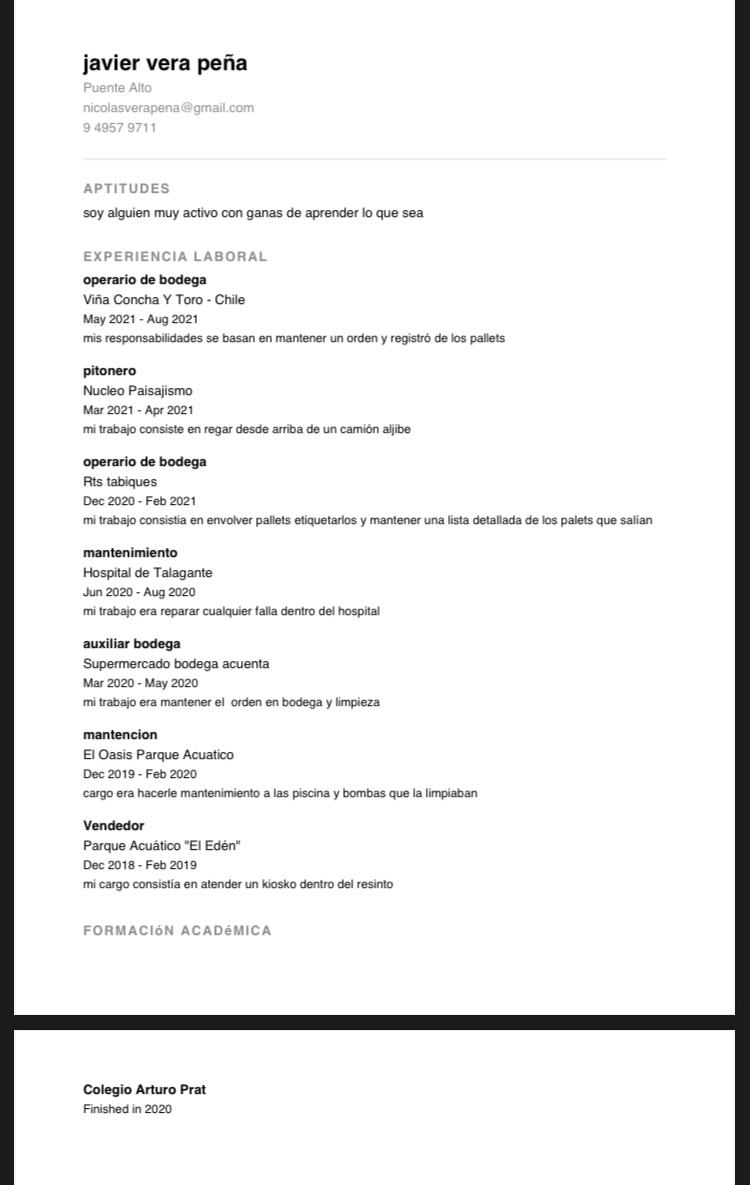 javier vera peña
Puente Alto
nicolasverapena@gmail.com
9 4957 9711
APTITUDES
soy alguien muy activo con ganas de aprender lo que sea
EXPERIENCIA LABORAL
operario de bodega
Viña Concha Y Toro - Chile
May 2021 - Aug 2021
mis responsabilidades se basan en mantener un orden y registró de los pallets
pitonero
Nucleo Paisajismo
Mar 2021 - Apr 2021
mi trabajo consiste en regar desde arriba de un camión aljibe
operario de bodega
Rts tabiques
Dec 2020 - Feb 2021
mi trabajo consistia en envolver pallets etiquetarlos y mantener una lista detallada de los palets que salían
mantenimiento
Hospital de Talagante
Jun 2020 - Aug 2020
mi trabajo era reparar cualquier falla dentro del hospital
auxiliar bodega
Supermercado bodega acuenta
Mar 2020 - May 2020
mi trabajo era mantener el  orden en bodega y limpieza
mantencion
El Oasis Parque Acuatico
Dec 2019 - Feb 2020
cargo era hacerle mantenimiento a las piscina y bombas que la limpiaban
Vendedor
Parque Acuático "El Edén"
Dec 2018 - Feb 2019
mi cargo consistía en atender un kiosko dentro del resinto
FORMACIóN ACADéMICA
Colegio Arturo Prat
Finished in 2020